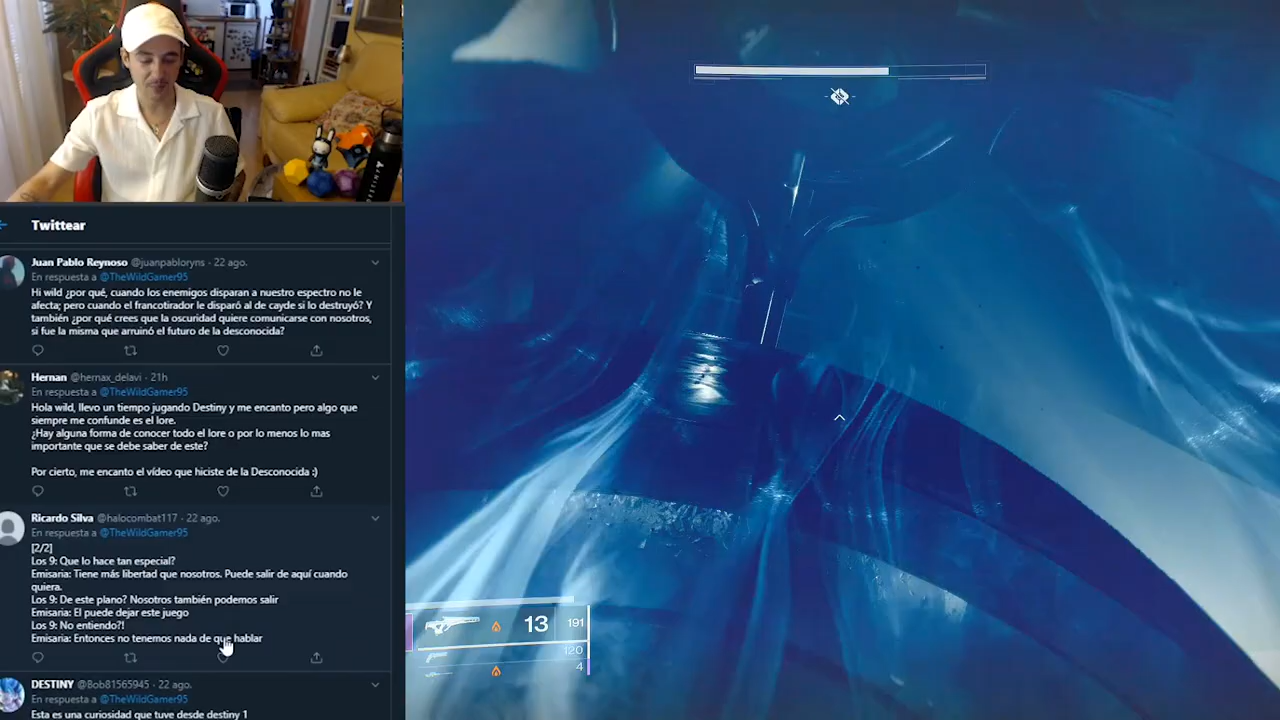 Twittear
Juan Pablo Reynoso @juanpabloryns · 22 ago.
En respuesta a @TheWildGamer95
Hi wild ¿por qué, cuando los enemigos disparan a nuestro espectro no le
afecta; pero cuando el francotirador le disparó al de cayde si lo destruyó? Y
también ¿por qué crees que la oscuridad quiere comunicarse con nosotros,
si fue la misma que arruinó el futuro de la desconocida?
Hernan @hernax_delavi · 21h
En respuesta a @TheWildGamer95
Hola wild, llevo un tiempo jugando Destiny y me encanto pero algo que
siempre me confunde es el lore.
¿Hay alguna forma de conocer todo el lore o por lo menos lo mas
importante que se debe saber de este?
Por cierto, me encanto el vídeo que hiciste de la Desconocida :)
Ricardo Silva @halocombat117 · 22 ago.
En respuesta a @TheWildGamer95
[2/2]
Los 9: Que lo hace tan especial?
Emisaria: Tiene más libertad que nosotros. Puede salir de aquí cuando
quiera.
Los 9: De este plano? Nosotros también podemos salir
Emisaria: El puede dejar este juego
Los 9: No entiendo?!
Emisaria: Entonces no tenemos nada de que hablar
DESTINY @Bob81565945 · 22 ago.
En respuesta a @TheWildGamer95
Esta es una curiosidad que tuve desde destiny 1
DESTINY
13 191
120
4